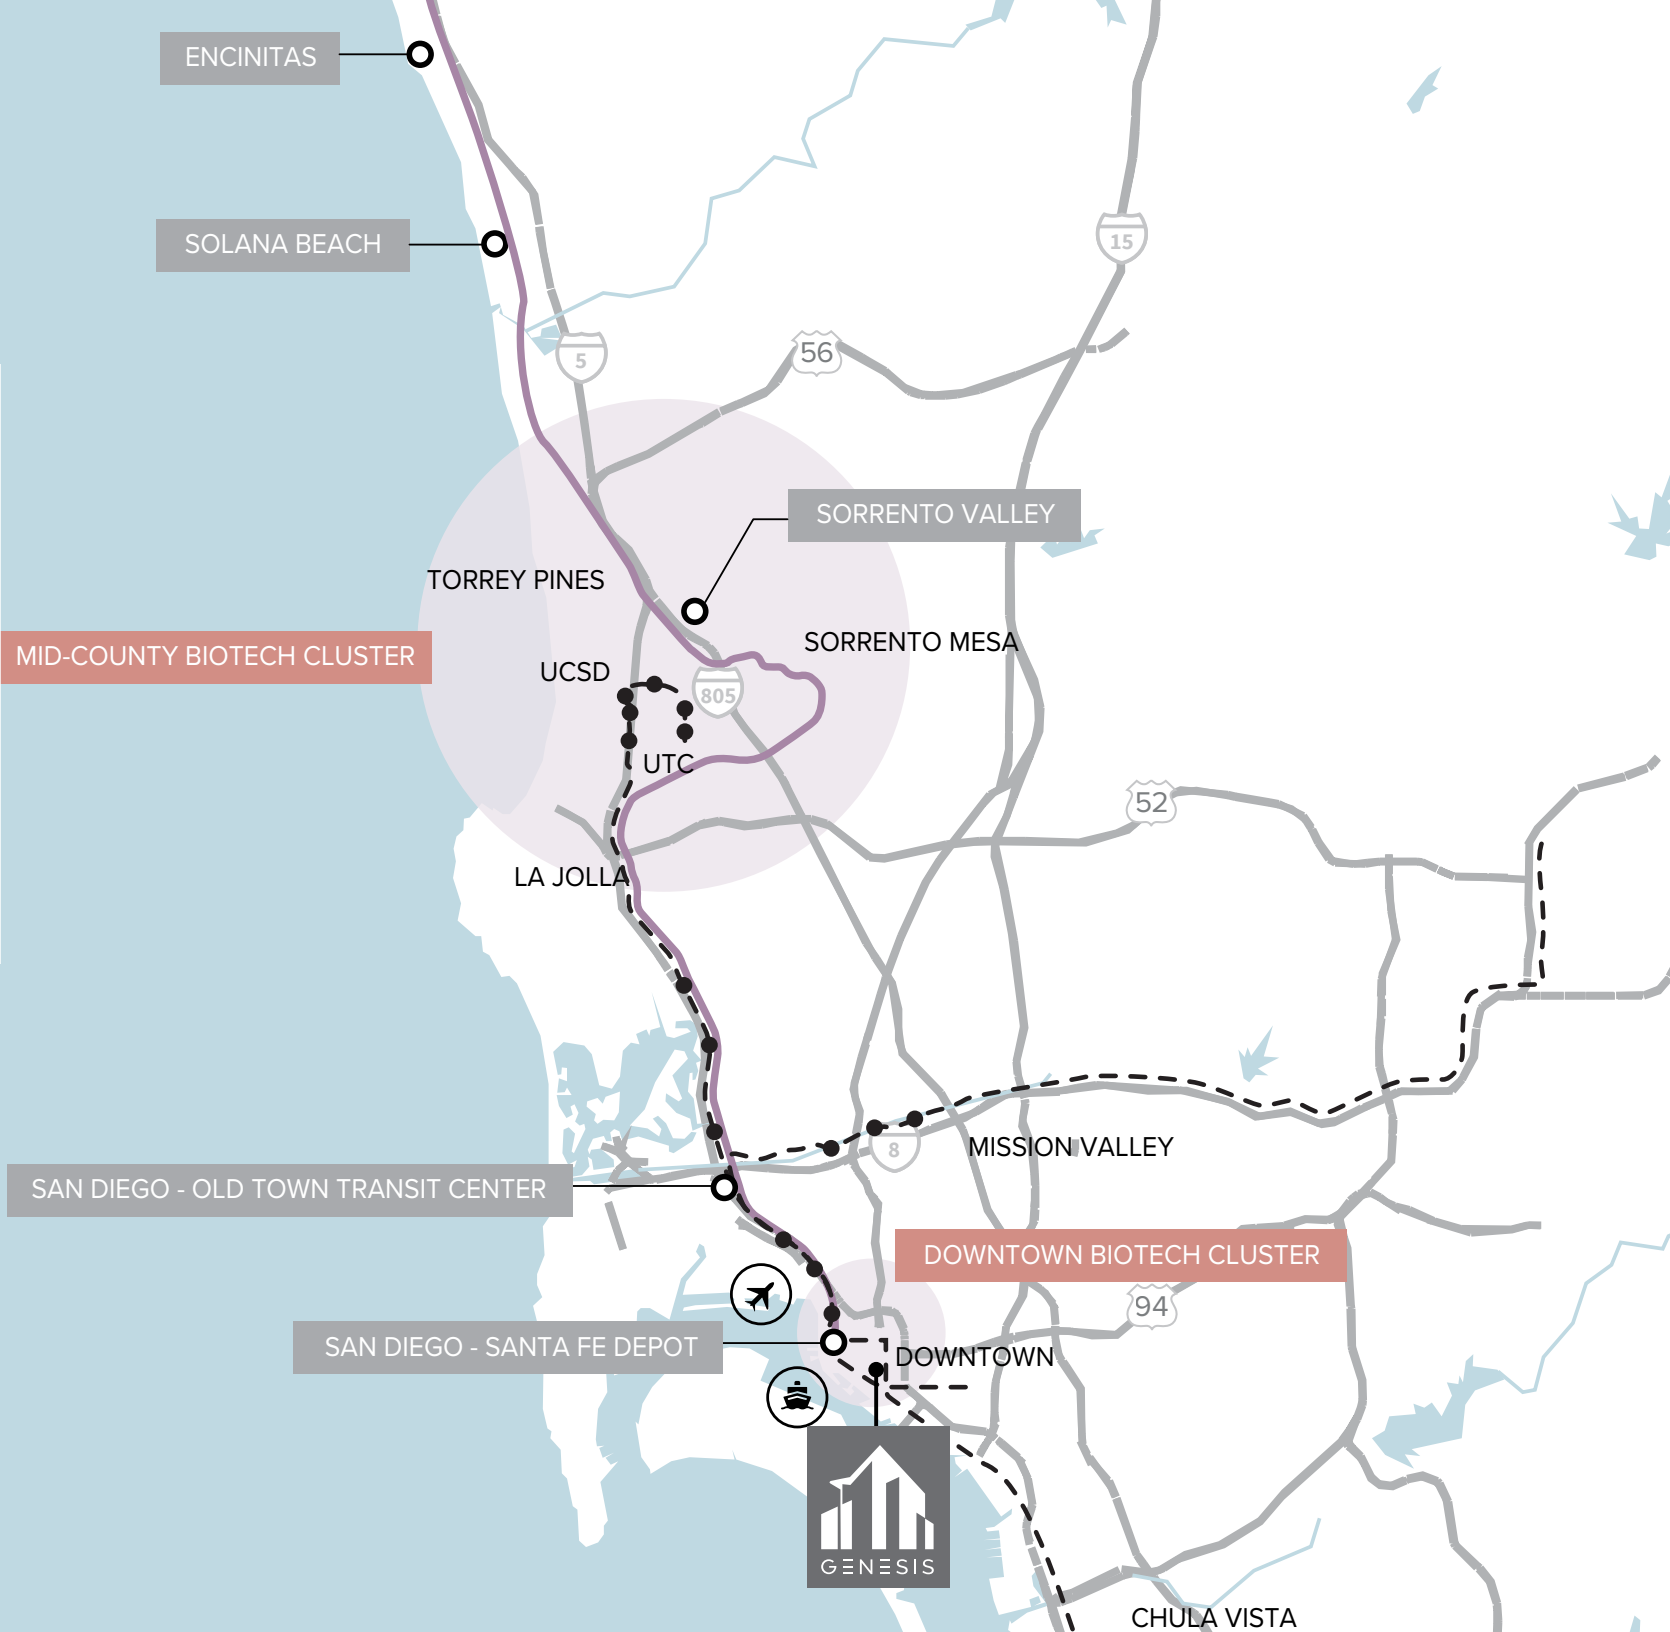 ENCINITAS
SOLANA BEACH
15
5
56
SORRENTO VALLEY
TORREY PINES
SORRENTO MESA
MID-COUNTY BIOTECH CLUSTER
UCSD
805
UTC
52
LA JOLLA
8
MISSION VALLEY
SAN DIEGO - OLD TOWN TRANSIT CENTER
DOWNTOWN BIOTECH CLUSTER
94
SAN DIEGO - SANTA FE DEPOT
DOWNTOWN
GENESIS
CHULA VISTA